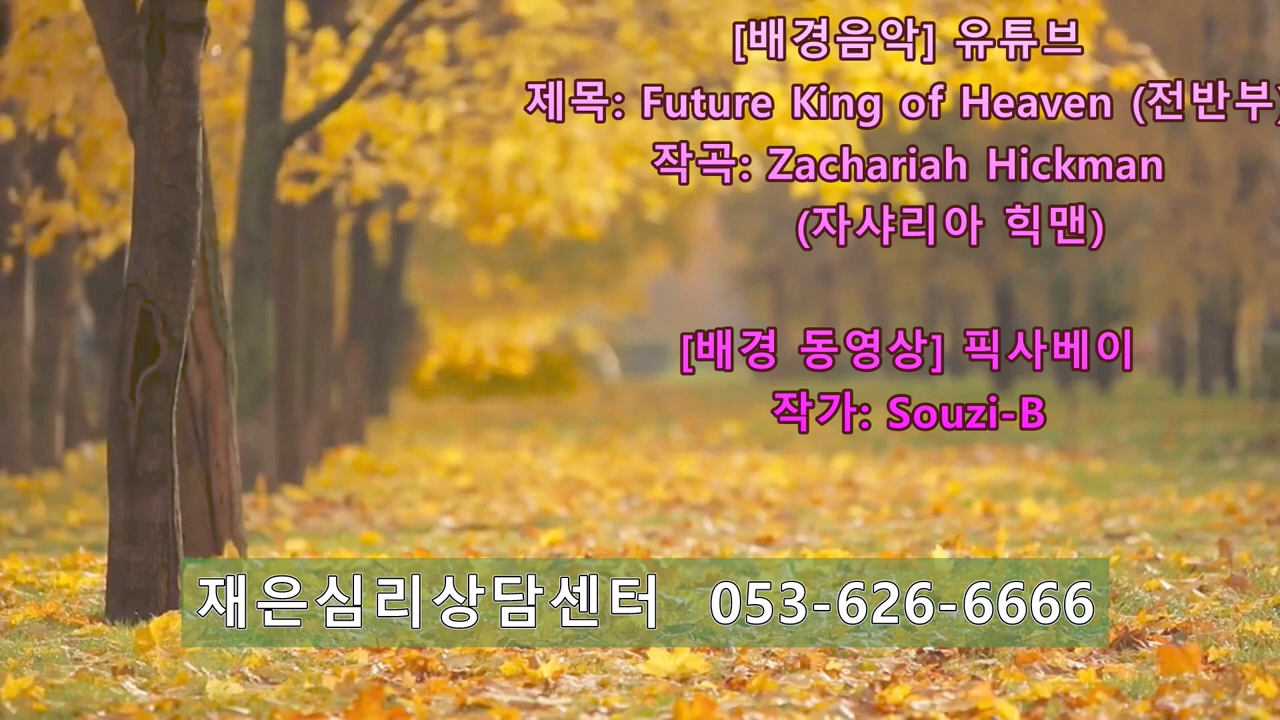 [배경음악] 유튜브
제목: Future King of Heaven (전반부)
작곡: Zachariah Hickman
(자샤리아 힉맨)
[배경 동영상] 픽사베이
작가: Souzi-B
재은심리상담센터 053-626-6666